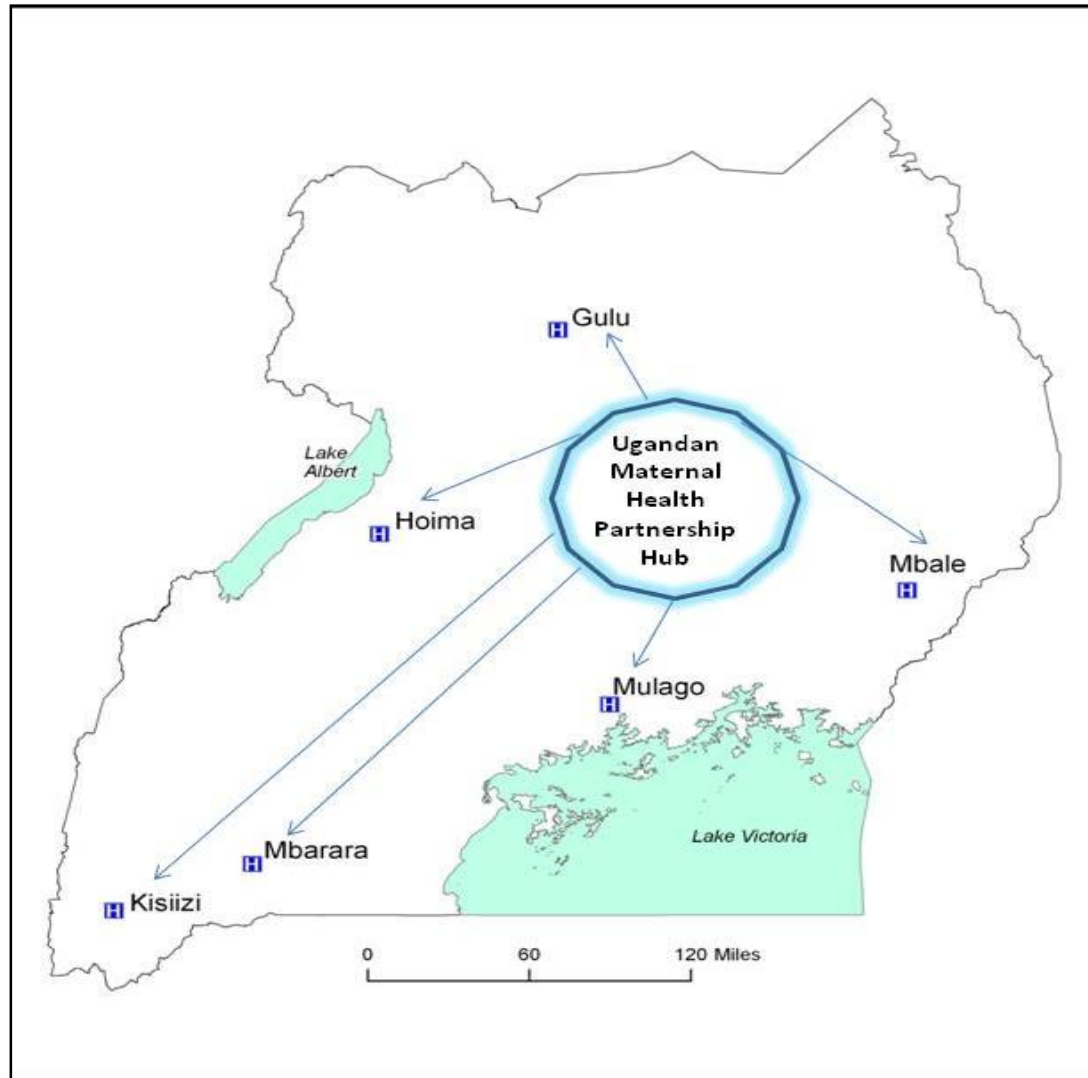 Gulu
Ugandan
Maternal
Health
Partnership
Hub
Lake
Albert
Hoima
Mbale
Mulago
Lake Victoria
Mbarara
Kisiizi
0 60 120 Miles
H
H
H
H
H
H